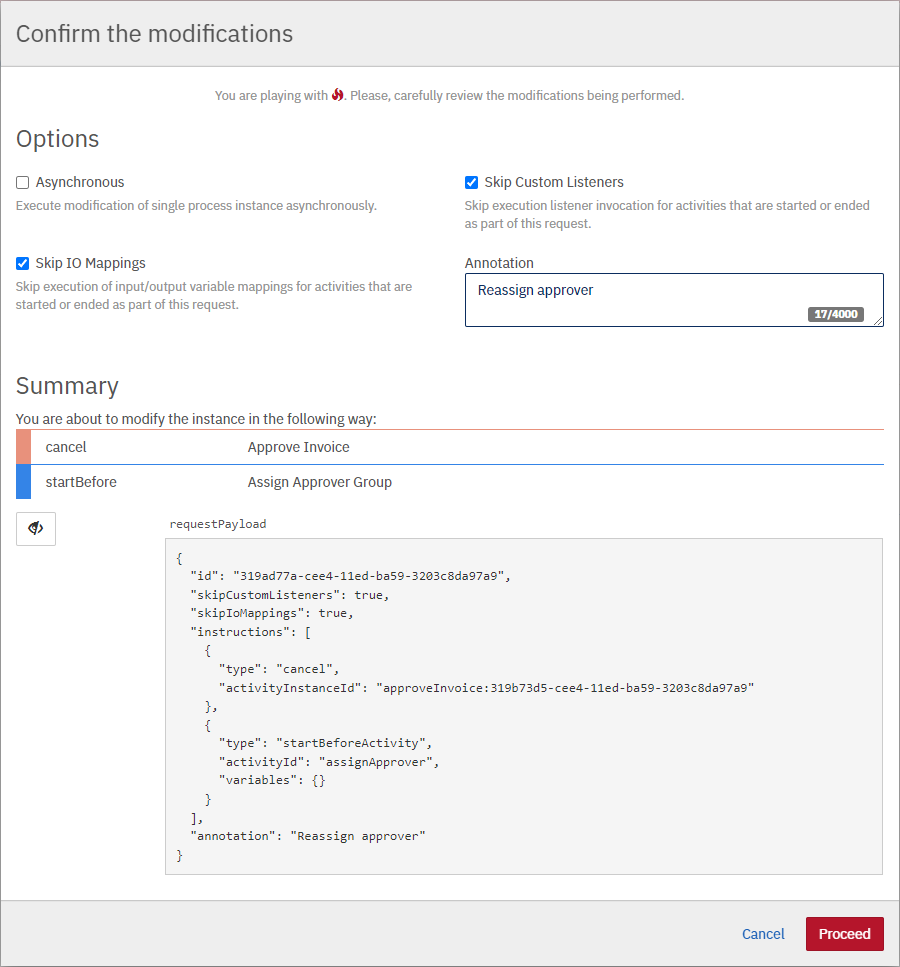 Confirm the modifications
You are playing with . Please, carefully review the modifications being performed.
Options
Asynchronous
Execute modification of single process instance asynchronously.
Skip Custom Listeners
Skip execution listener invocation for activities that are started or ended
as part of this request.
Skip IO Mappings
Skip execution of input/output variable mappings for activities that are
started or ended as part of this request.
Annotation
Reassign approver
17/4000
Summary
You are about to modify the instance in the following way:
cancel Approve Invoice
startBefore Assign Approver Group
requestPayload
{
"id": "319ad77a-cee4-11ed-ba59-3203c8da97a9",
"skipCustomListeners": true,
"skipIoMappings": true,
"instructions": [
{
"type": "cancel",
"activityInstanceId": "approveInvoice:319b73d5-cee4-11ed-ba59-3203c8da97a9"
},
{
"type": "startBeforeActivity",
"activityId": "assignApprover",
"variables": {}
}
],
"annotation": "Reassign approver"
}
Cancel
Proceed